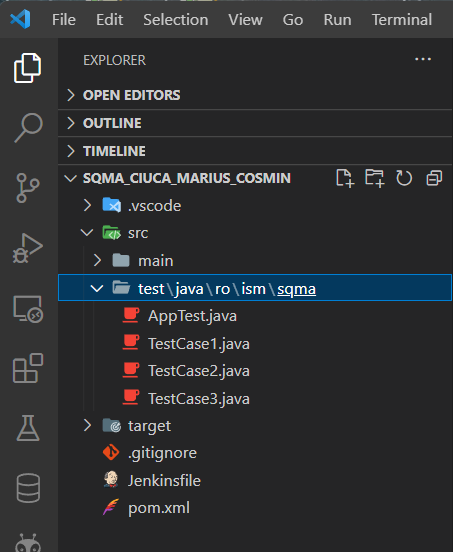 File Edit Selection View Go Run Terminal
EXPLORER
OPEN EDITORS
OUTLINE
TIMELINE
SQMA_CIUCA_MARIUS_COSMIN
.vscode
src
main
test\java\ro\ism\sqma
AppTest.java
TestCase1.java
TestCase2.java
TestCase3.java
target
.gitignore
Jenkinsfile
pom.xml